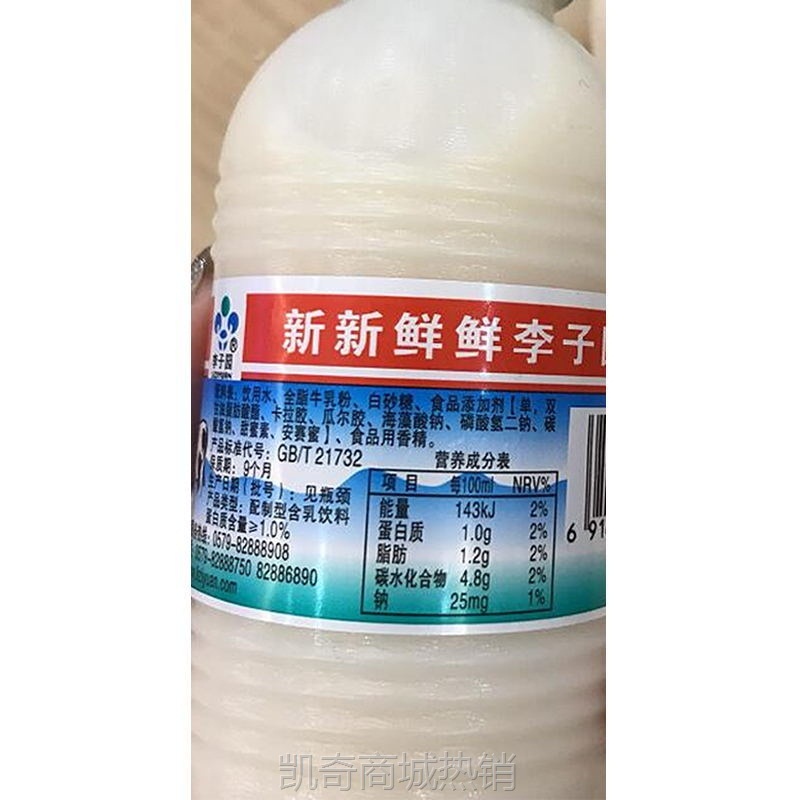 新新鲜鲜李子
李子园®
配料表：饮用水、全脂牛乳粉、白砂糖、食品添加剂【单，双
甘油脂肪酸酯、卡拉胶、瓜尔胶、海藻酸钠、磷酸氢二钠、碳
酸氢钠、甜蜜素、安赛蜜】、食品用香精。
产品标准代号：GB/T 21732
保质期：9个月
生产日期（批号）：见瓶颈
产品类型：配制型含乳饮料
蛋白质含量≥1.0%
热线：0579-82888908
0579-82888750 82886890
yuan.com
营养成分表
项目 每100ml NRV%
能量 143kJ 2%
蛋白质 1.0g 2%
脂肪 1.2g 2%
碳水化合物 4.8g 2%
钠 25mg 1%
6 91
凯奇商城热销